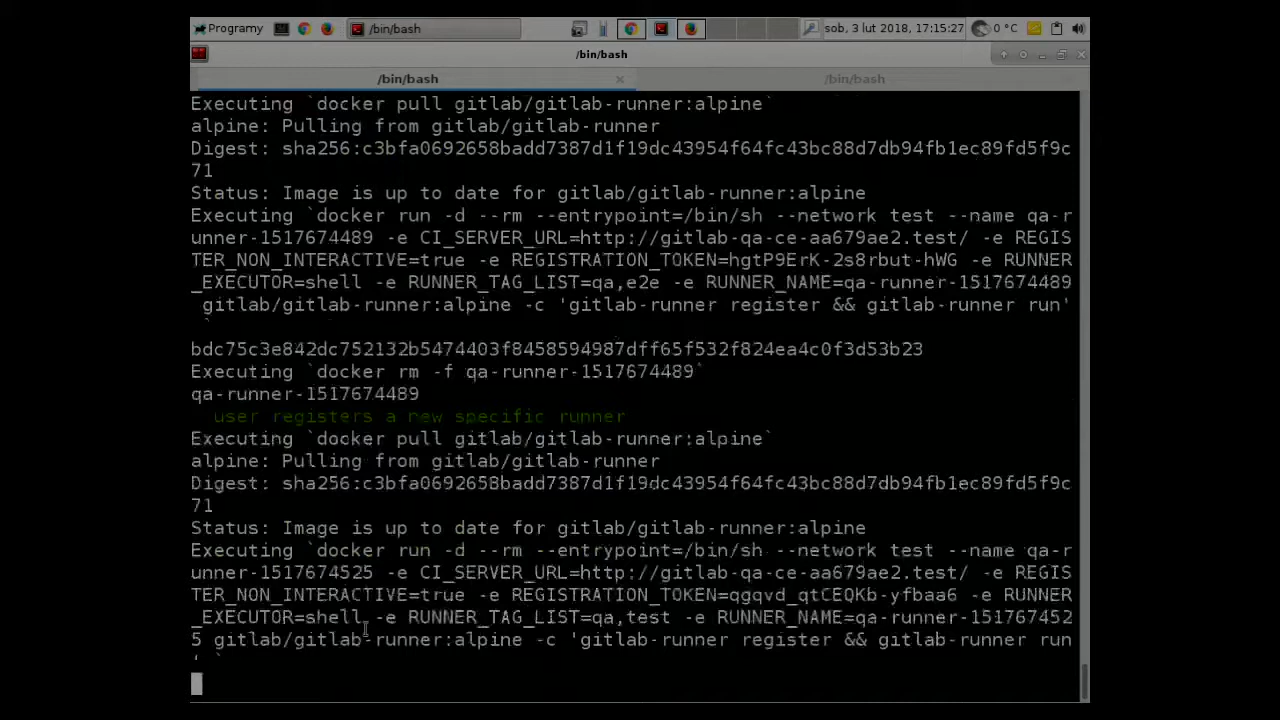 Programy /bin/bash sob, 3 lut 2018, 17:15:27 0 °C
/bin/bash
/bin/bash /bin/bash
Executing `docker pull gitlab/gitlab-runner:alpine`
alpine: Pulling from gitlab/gitlab-runner
Digest: sha256:c3bfa0692658badd7387d1f19dc43954f64fc43bc88d7db94fb1ec89fd5f9c
71
Status: Image is up to date for gitlab/gitlab-runner:alpine
Executing `docker run -d --rm --entrypoint=/bin/sh --network test --name qa-r
unner-1517674489 -e CI_SERVER_URL=http://gitlab-qa-ce-aa679ae2.test/ -e REGIS
TER_NON_INTERACTIVE=true -e REGISTRATION_TOKEN=hgtP9ErK-2s8rbut-hWG -e RUNNER
_EXECUTOR=shell -e RUNNER_TAG_LIST=qa,e2e -e RUNNER_NAME=qa-runner-1517674489
gitlab/gitlab-runner:alpine -c 'gitlab-runner register && gitlab-runner run'
`
bdc75c3e842dc752132b5474403f8458594987dff65f532f824ea4c0f3d53b23
Executing `docker rm -f qa-runner-1517674489`
qa-runner-1517674489
user registers a new specific runner
Executing `docker pull gitlab/gitlab-runner:alpine`
alpine: Pulling from gitlab/gitlab-runner
Digest: sha256:c3bfa0692658badd7387d1f19dc43954f64fc43bc88d7db94fb1ec89fd5f9c
71
Status: Image is up to date for gitlab/gitlab-runner:alpine
Executing `docker run -d --rm --entrypoint=/bin/sh --network test --name qa-r
unner-1517674525 -e CI_SERVER_URL=http://gitlab-qa-ce-aa679ae2.test/ -e REGIS
TER_NON_INTERACTIVE=true -e REGISTRATION_TOKEN=qgqvd_qtCEQKb-yfbaa6 -e RUNNER
_EXECUTOR=shell -e RUNNER_TAG_LIST=qa,test -e RUNNER_NAME=qa-runner-151767452
5 gitlab/gitlab-runner:alpine -c 'gitlab-runner register && gitlab-runner run
' `